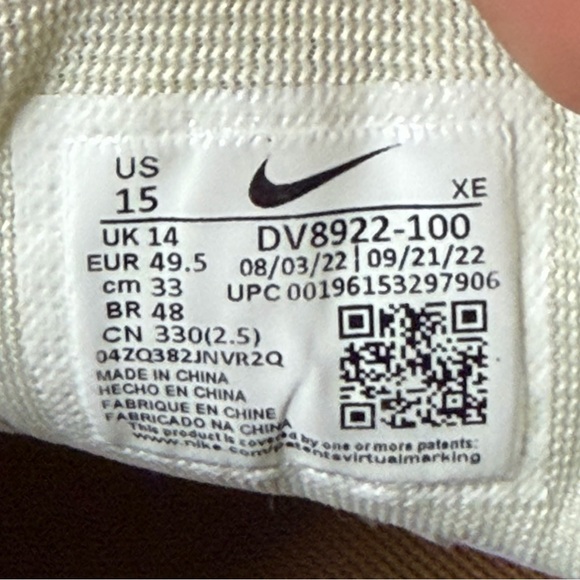 US
15
XE
UK 14
DV8922-100
EUR 49.5
08/03/22 | 09/21/22
cm 33
UPC 00196153297906
BR 48
CN 330(2.5)
04ZQ382JNVR2Q
MADE IN CHINA
HECHO EN CHINA
FABRIQUE EN CHINE
FABRICADO NA CHINA
This product is covered by one or more patents:
www.nike.com/patentsvirtualmarking